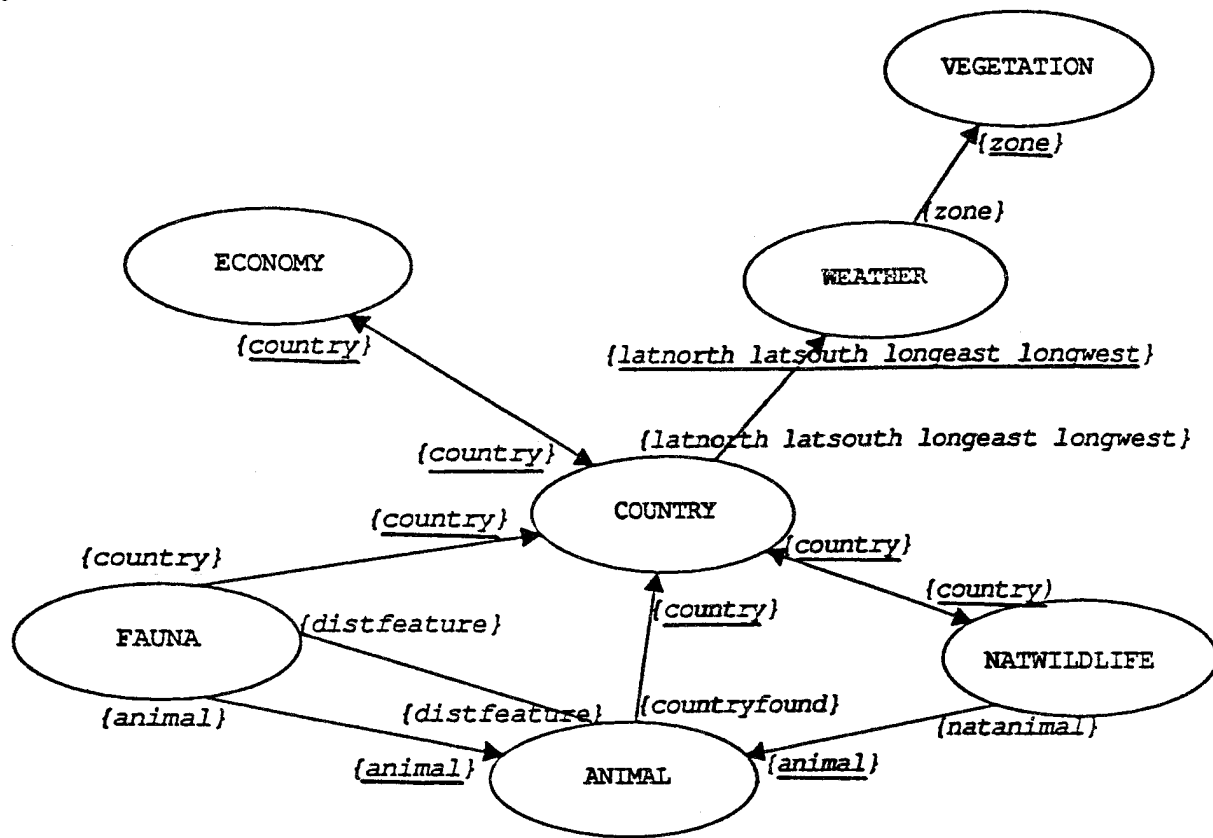 VEGETATION
{zone}
{zone}
ECONOMY
WEATHER
{country}
{latnorth latsouth longeast longwest}
{latnorth latsouth longeast longwest}
{country}
COUNTRY
{country}
{country}
{country}
{country)
{country}
FAUNA
{distfeature}
NATWILDLIFE
{animal}
{distfeature}
{countryfound}
{natanimal}
{animal}
ANIMAL
{animal}